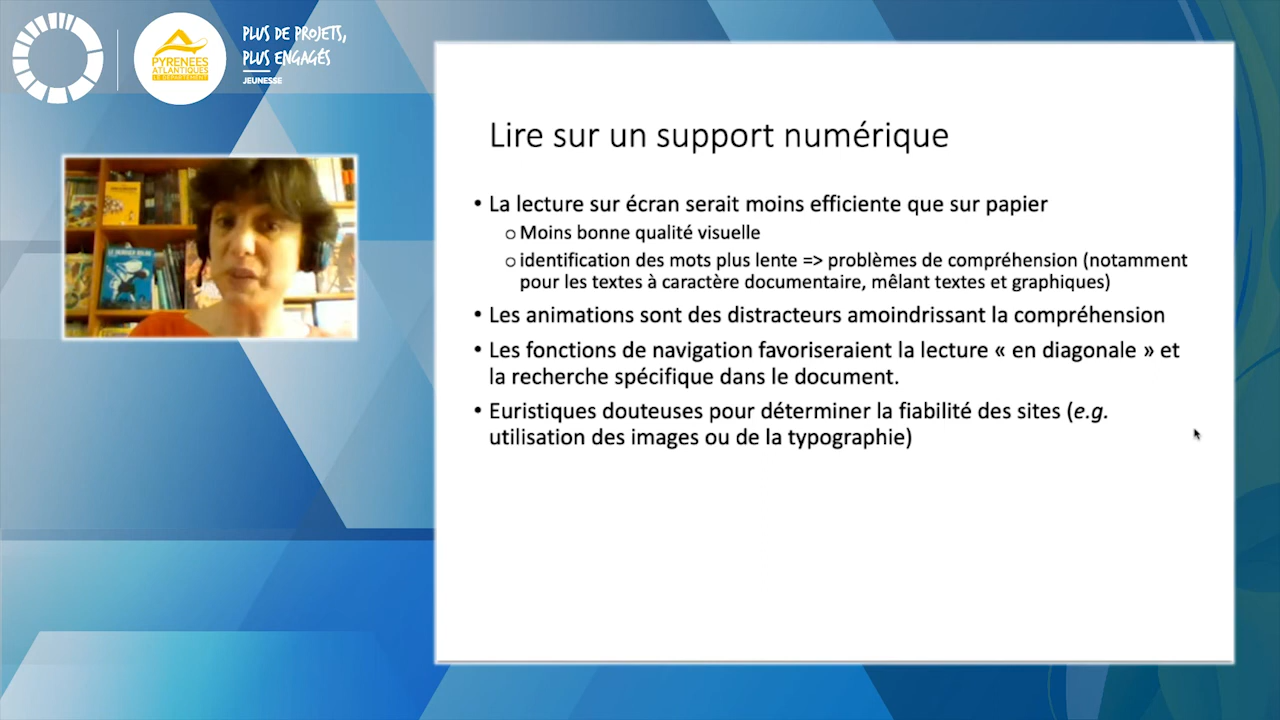 PLUS DE PROJETS,
PLUS ENGAGÉS
JEUNESSE
PYRÉNÉES
ATLANTIQUES
LE DÉPARTEMENT
Lire sur un support numérique
• La lecture sur écran serait moins efficiente que sur papier
o Moins bonne qualité visuelle
o identification des mots plus lente => problèmes de compréhension (notamment
pour les textes à caractère documentaire, mêlant textes et graphiques)
• Les animations sont des distracteurs amoindrissant la compréhension
• Les fonctions de navigation favoriseraient la lecture « en diagonale » et
la recherche spécifique dans le document.
• Euristiques douteuses pour déterminer la fiabilité des sites (e.g.
utilisation des images ou de la typographie)